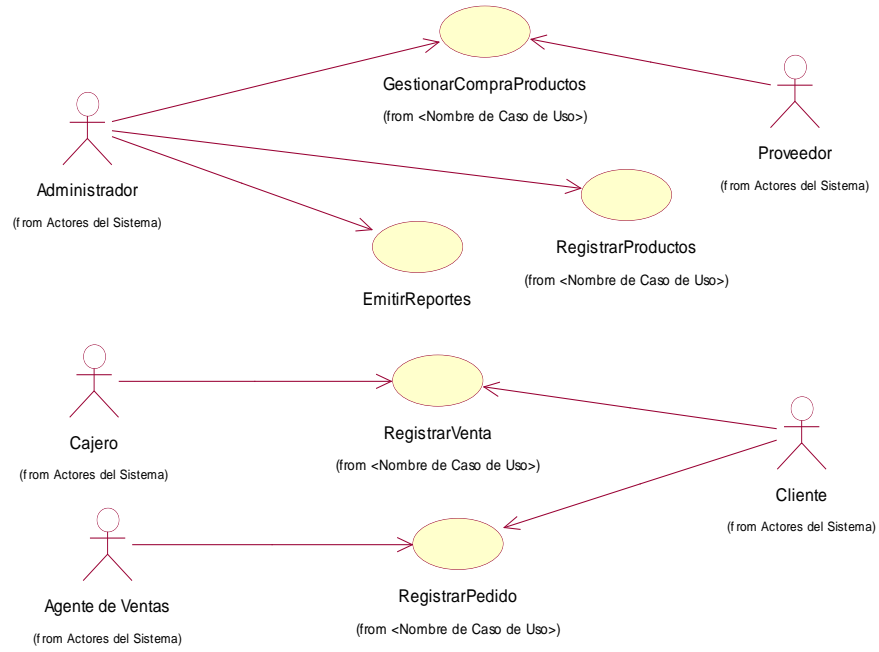 GestionarCompraProductos
(from <Nombre de Caso de Uso>)
Proveedor
(from Actores del Sistema)
Administrador
(from Actores del Sistema)
RegistrarProductos
(from <Nombre de Caso de Uso>)
EmitirReportes
RegistrarVenta
(from <Nombre de Caso de Uso>)
Cajero
(from Actores del Sistema)
Cliente
(from Actores del Sistema)
RegistrarPedido
(from <Nombre de Caso de Uso>)
Agente de Ventas
(from Actores del Sistema)